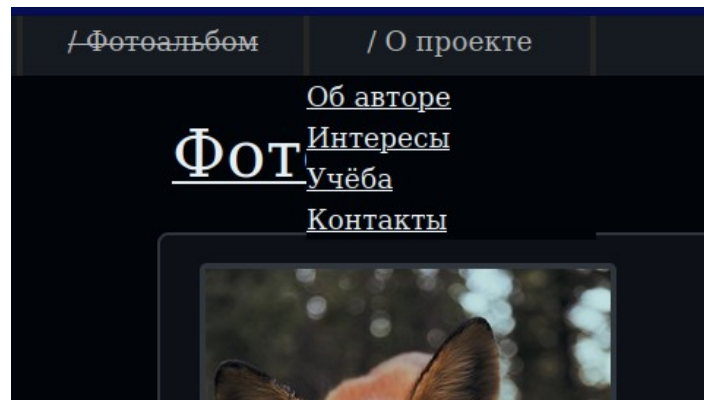 / Фотоальбом
/ О проекте
Об авторе
Интересы
Учёба
Контакты